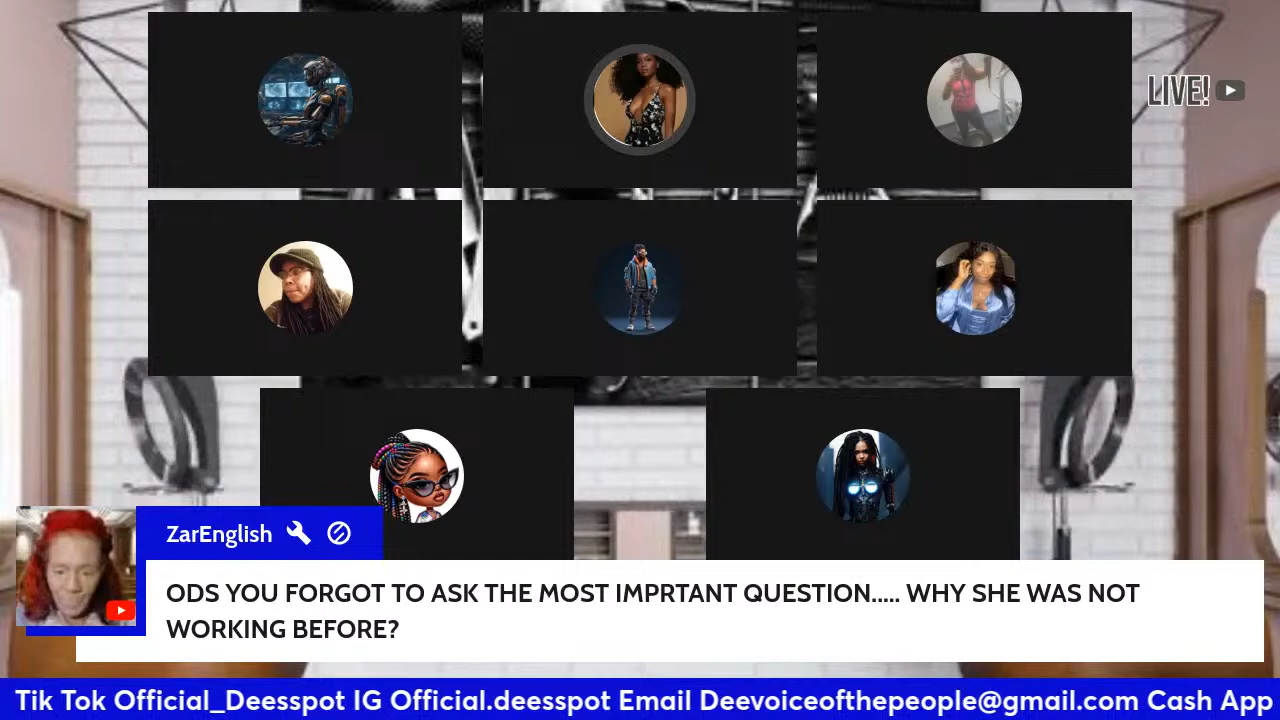 LIVE!
ZarEnglish
ODS YOU FORGOT TO ASK THE MOST IMPRTANT QUESTION..... WHY SHE WAS NOT
WORKING BEFORE?
Tik Tok Official_Deesspot IG Official.deesspot Email Deevoiceofthepeople@gmail.com Cash App